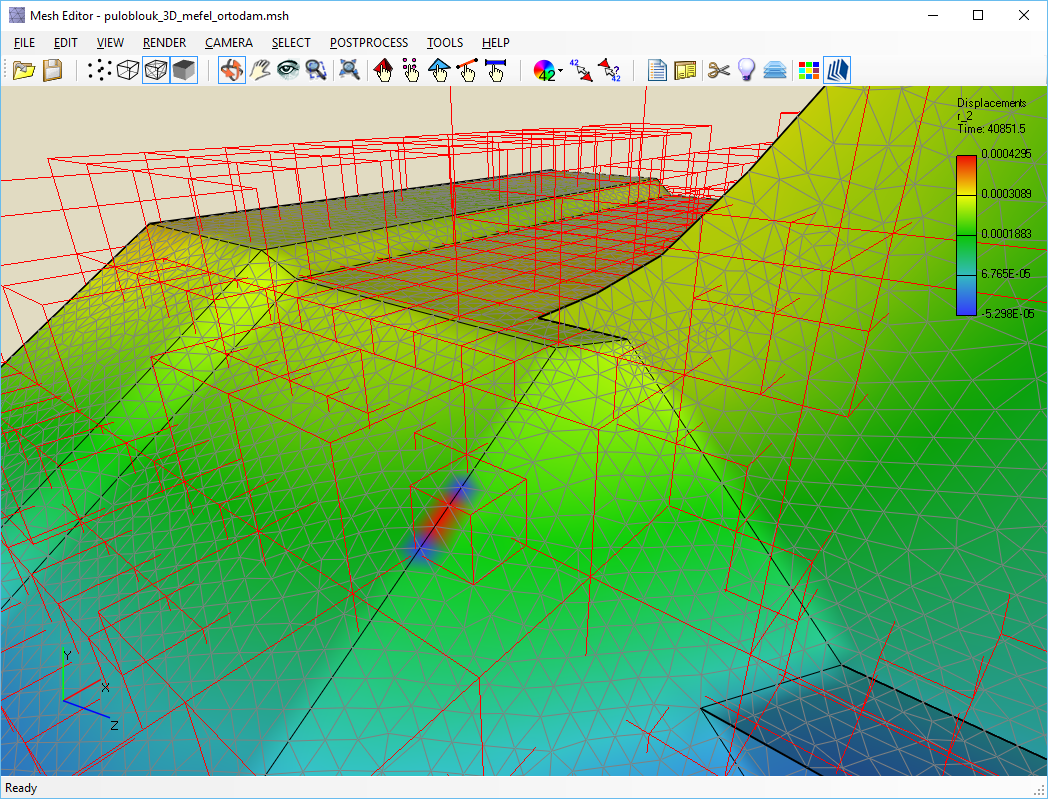 Mesh Editor - puloblouk_3D_mefel_ortodam.msh
FILE EDIT VIEW RENDER CAMERA SELECT POSTPROCESS TOOLS HELP
42 42 42
Displacements
r_2
Time: 40851.5
0.0004295
0.0003089
0.0001883
6.765E-05
-5.298E-05
Y
X
Z
Ready